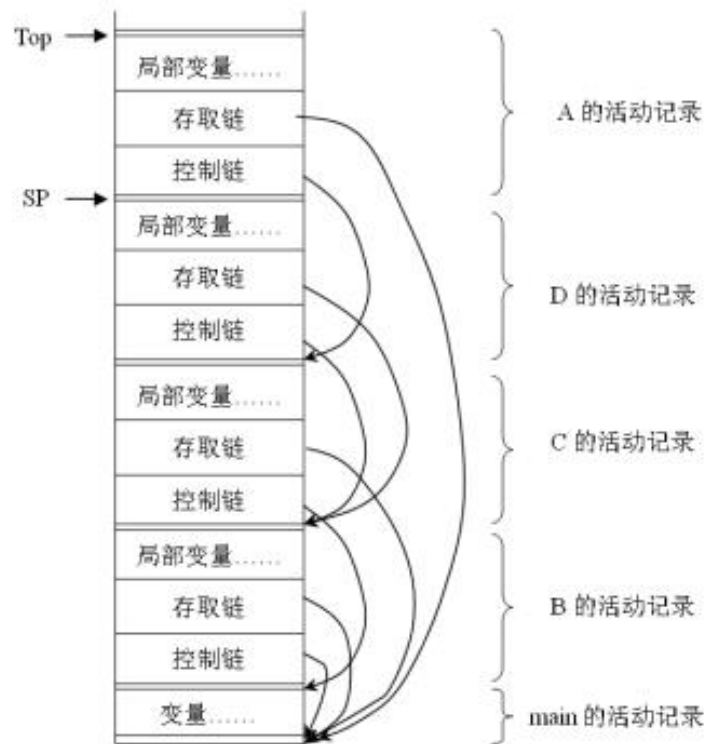 Top
局部变量……
存取链
A 的活动记录
控制链
SP
局部变量……
存取链
D 的活动记录
控制链
局部变量……
存取链
C 的活动记录
控制链
局部变量……
存取链
B 的活动记录
控制链
变量……
main 的活动记录